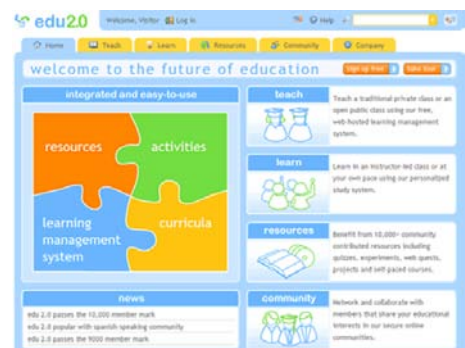 edu2.0 Welcome, Visitor Log in Help
Home Teach Learn Resources Community Company
welcome to the future of education Sign up free Take tour
integrated and easy-to-use
resources activities
learning management system curricula
teach
Teach a traditional private class or an
open public class using our free,
web-hosted learning management
system.
learn
Learn in an instructor-led class or at
your own pace using our personalized
study system.
resources
Benefit from 10,000+ community
contributed resources including
quizzes, experiments, web quests,
projects and self-paced courses.
news
edu 2.0 passes the 10,000 member mark
edu 2.0 popular with spanish speaking community
edu 2.0 passes the 9000 member mark
community
Network and collaborate with
members that share your educational
interests in our secure online
communities.